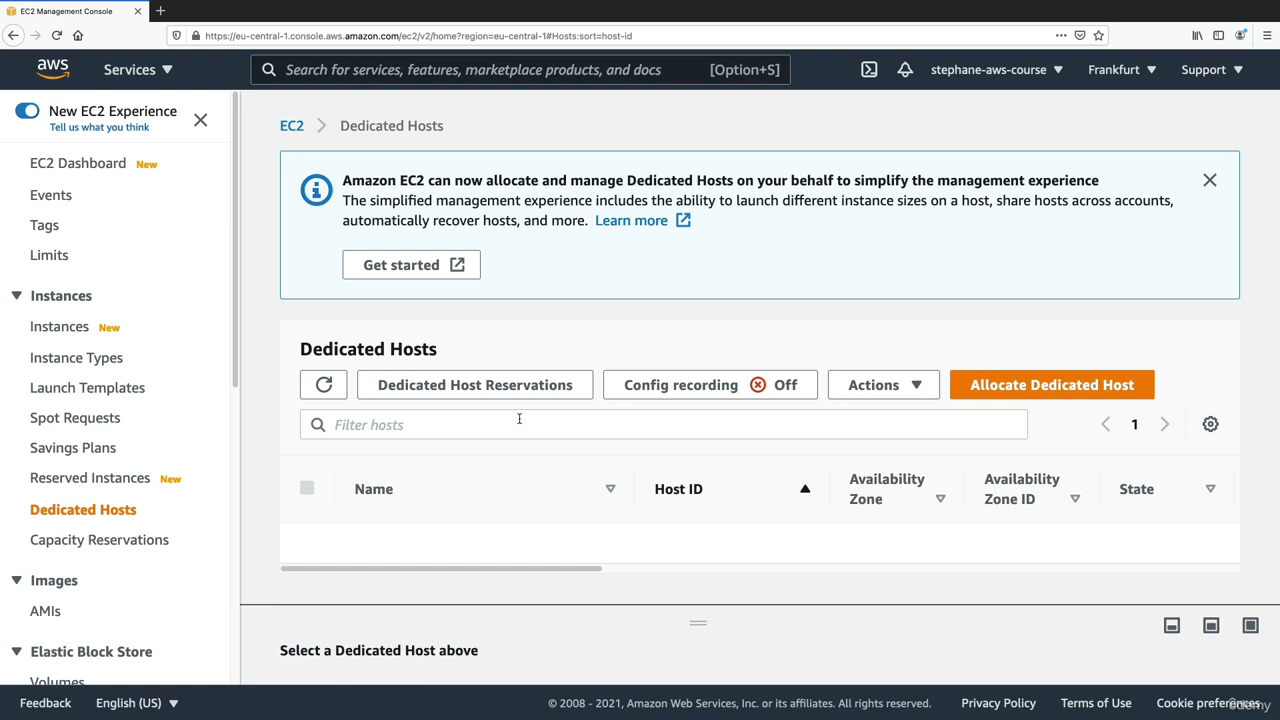 EC2 Management Console
https://eu-central-1.console.aws.amazon.com/ec2/v2/home?region=eu-central-1#Hosts:sort=host-id
aws
Services
Search for services, features, marketplace products, and docs
[Option+S]
stephane-aws-course
Frankfurt
Support
New EC2 Experience
Tell us what you think
EC2 Dashboard New
Events
Tags
Limits
Instances
Instances New
Instance Types
Launch Templates
Spot Requests
Savings Plans
Reserved Instances New
Dedicated Hosts
Capacity Reservations
Images
AMIs
Elastic Block Store
Volumes
EC2 > Dedicated Hosts
Amazon EC2 can now allocate and manage Dedicated Hosts on your behalf to simplify the management experience
The simplified management experience includes the ability to launch different instance sizes on a host, share hosts across accounts,
automatically recover hosts, and more. Learn more
Get started
Dedicated Hosts
Dedicated Host Reservations
Config recording Off
Actions
Allocate Dedicated Host
Filter hosts
1
Name
Host ID
Availability
Zone
Availability
Zone ID
State
Select a Dedicated Host above
Feedback
English (US)
© 2008 - 2021, Amazon Web Services, Inc. or its affiliates. All rights reserved.
Privacy Policy
Terms of Use
Cookie preferences
Udemy